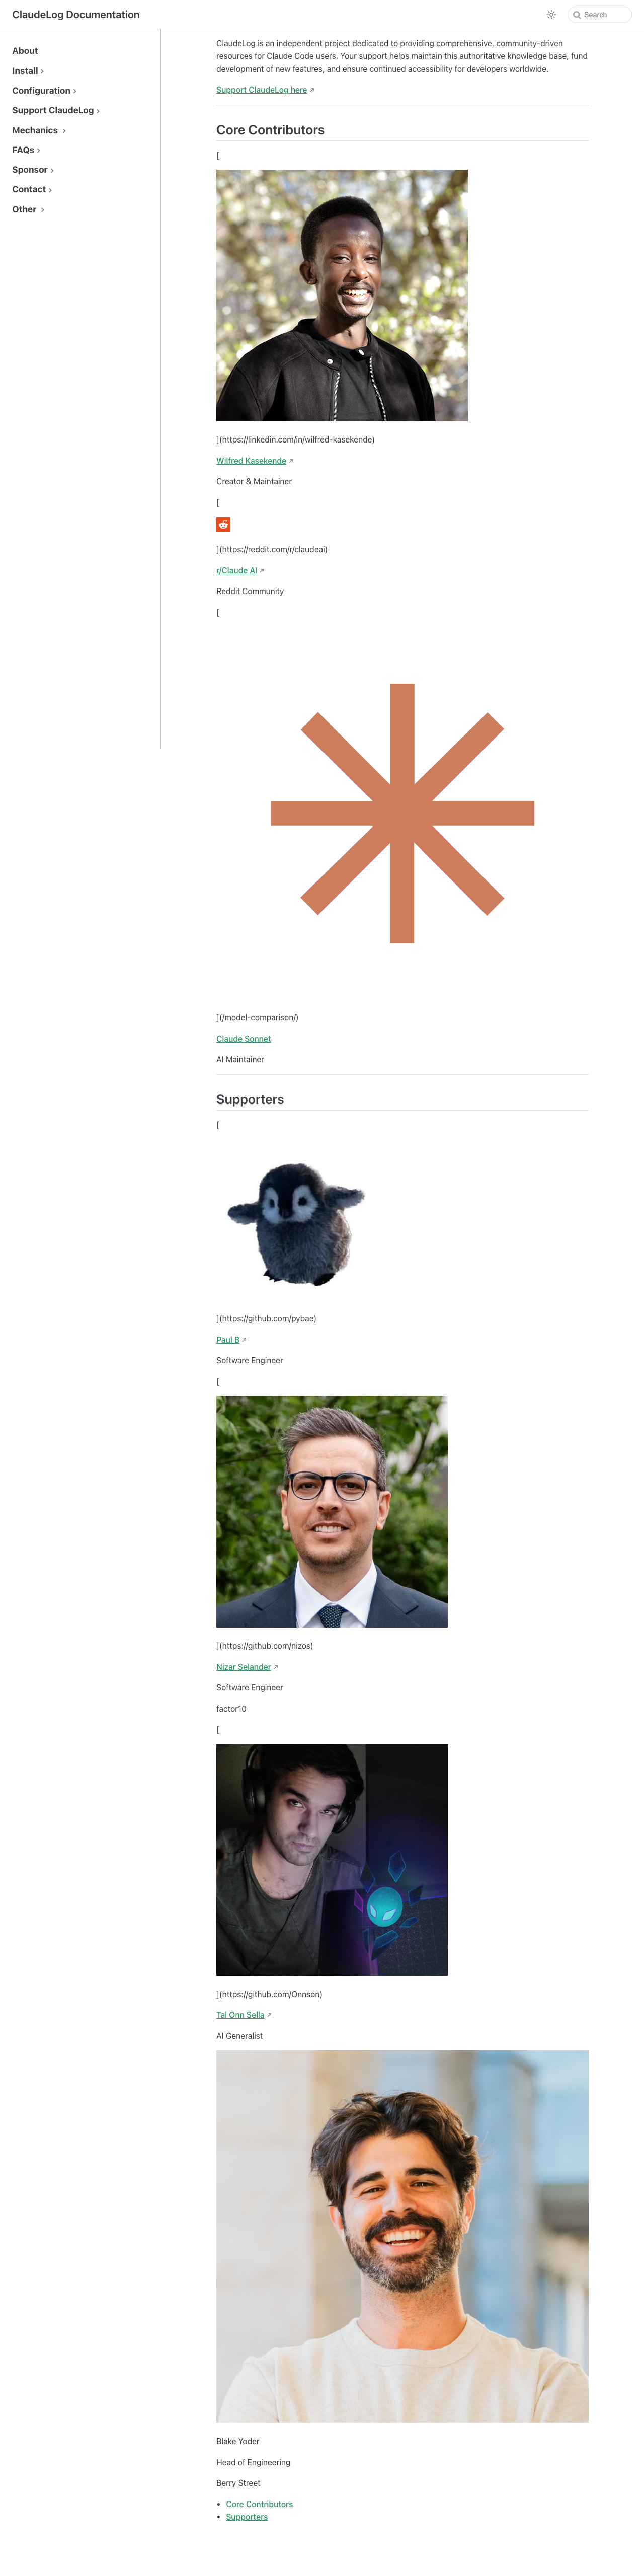 ClaudeLog Documentation
Search
About
Install
Configuration
Support ClaudeLog
Mechanics
FAQs
Sponsor
Contact
Other
ClaudeLog is an independent project dedicated to providing comprehensive, community-driven
resources for Claude Code users. Your support helps maintain this authoritative knowledge base, fund
development of new features, and ensure continued accessibility for developers worldwide.
Support ClaudeLog here
Core Contributors
[
](https://linkedin.com/in/wilfred-kasekende)
Wilfred Kasekende
Creator & Maintainer
[
](https://reddit.com/r/claudeai)
r/Claude AI
Reddit Community
[
](/model-comparison/)
Claude Sonnet
AI Maintainer
Supporters
[
](https://github.com/pybae)
Paul B
Software Engineer
[
](https://github.com/nizos)
Nizar Selander
Software Engineer
factor10
[
](https://github.com/Onnson)
Tal Onn Sella
AI Generalist
Blake Yoder
Head of Engineering
Berry Street
• Core Contributors
• Supporters